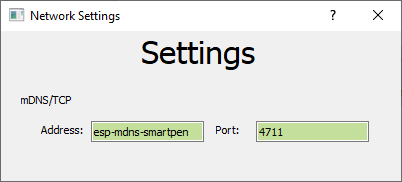 Network Settings
Settings
mDNS/TCP
Address: esp-mdns-smartpen Port: 4711